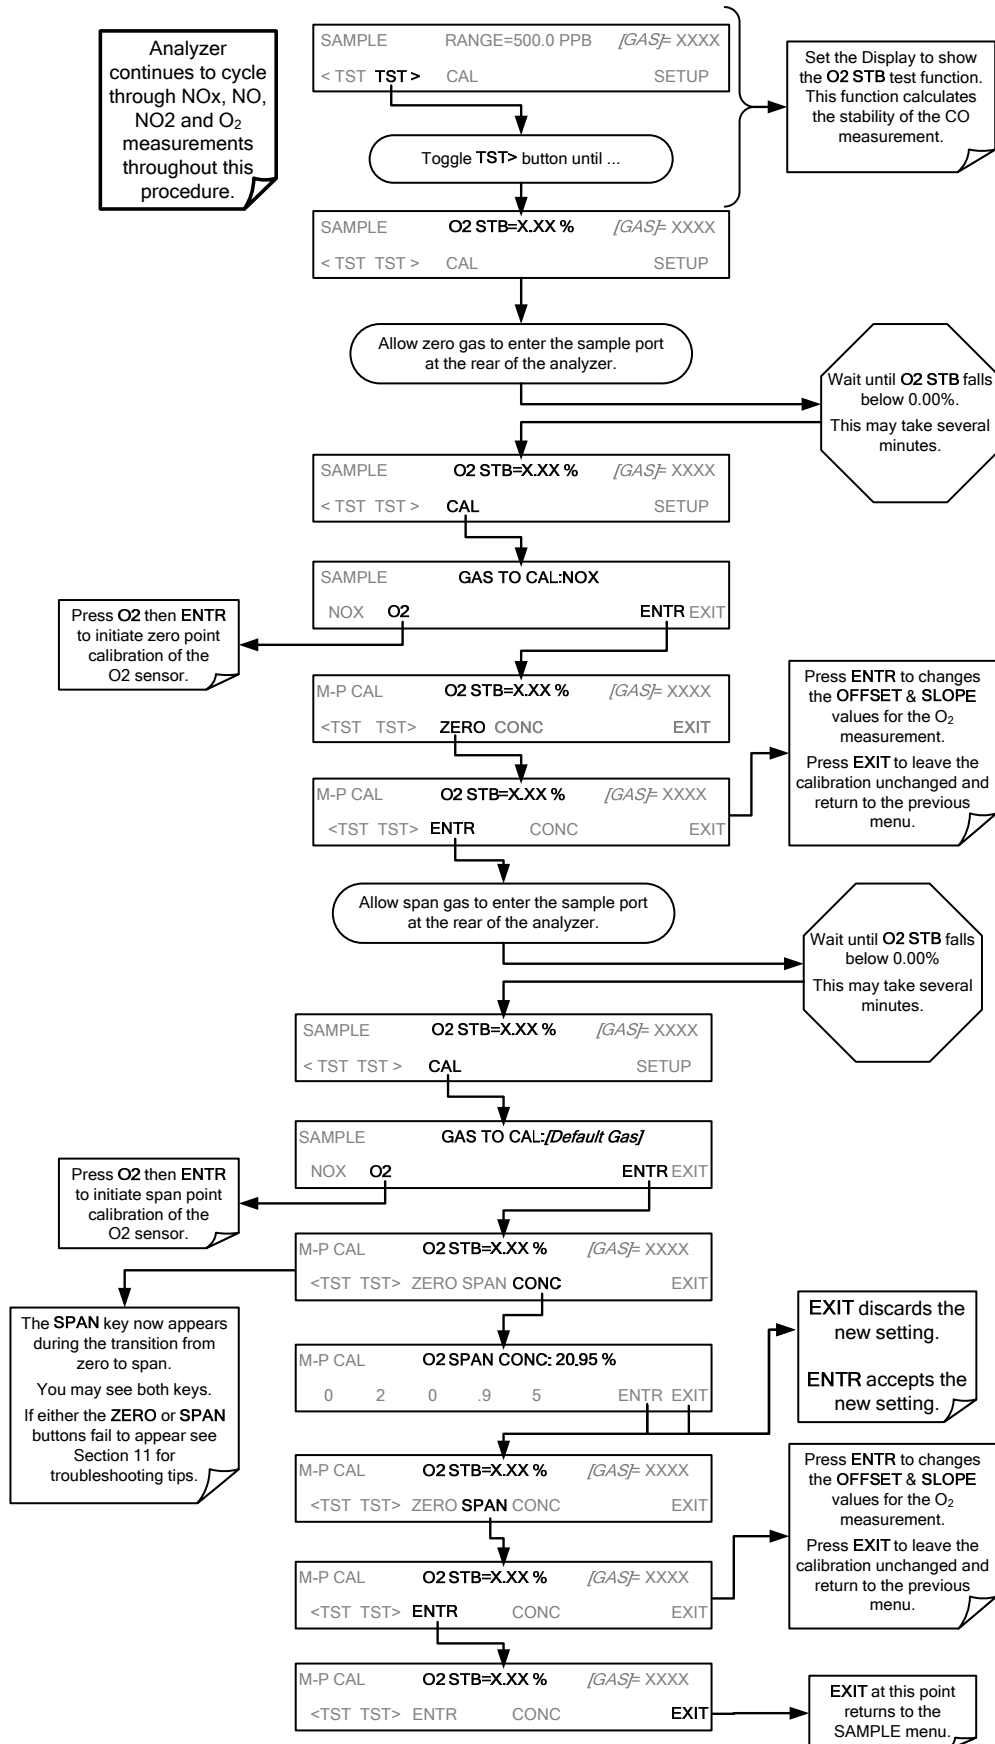 Analyzer
continues to cycle
through NOx, NO,
NO2 and O₂
measurements
throughout this
procedure.
SAMPLE RANGE=500.0 PPB [GAS]= XXXX
< TST TST > CAL SETUP
Set the Display to show
the O2 STB test function.
This function calculates
the stability of the CO
measurement.
Toggle TST> button until ...
SAMPLE O2 STB=X.XX % [GAS]= XXXX
< TST TST > CAL SETUP
Allow zero gas to enter the sample port
at the rear of the analyzer.
Wait until O2 STB falls
below 0.00%.
This may take several
minutes.
SAMPLE O2 STB=X.XX % [GAS]= XXXX
< TST TST > CAL SETUP
SAMPLE GAS TO CAL:NOX
NOX O2 ENTR EXIT
Press O2 then ENTR
to initiate zero point
calibration of the
O2 sensor.
M-P CAL O2 STB=X.XX % [GAS]= XXXX
<TST TST> ZERO CONC EXIT
Press ENTR to changes
the OFFSET & SLOPE
values for the O₂
measurement.
Press EXIT to leave the
calibration unchanged and
return to the previous
menu.
M-P CAL O2 STB=X.XX % [GAS]= XXXX
<TST TST> ENTR CONC EXIT
Allow span gas to enter the sample port
at the rear of the analyzer.
Wait until O2 STB falls
below 0.00%
This may take several
minutes.
SAMPLE O2 STB=X.XX % [GAS]= XXXX
< TST TST > CAL SETUP
SAMPLE GAS TO CAL:[Default Gas]
NOX O2 ENTR EXIT
Press O2 then ENTR
to initiate span point
calibration of the
O2 sensor.
M-P CAL O2 STB=X.XX % [GAS]= XXXX
<TST TST> ZERO SPAN CONC EXIT
The SPAN key now appears
during the transition from
zero to span.
You may see both keys.
If either the ZERO or SPAN
buttons fail to appear see
Section 11 for
troubleshooting tips.
M-P CAL O2 SPAN CONC: 20.95 %
0 2 0 .9 5 ENTR EXIT
EXIT discards the
new setting.
ENTR accepts the
new setting.
M-P CAL O2 STB=X.XX % [GAS]= XXXX
<TST TST> ZERO SPAN CONC EXIT
Press ENTR to changes
the OFFSET & SLOPE
values for the O₂
measurement.
Press EXIT to leave the
calibration unchanged and
return to the previous
menu.
M-P CAL O2 STB=X.XX % [GAS]= XXXX
<TST TST> ENTR CONC EXIT
M-P CAL O2 STB=X.XX % [GAS]= XXXX
<TST TST> ENTR CONC EXIT
EXIT at this point
returns to the
SAMPLE menu.